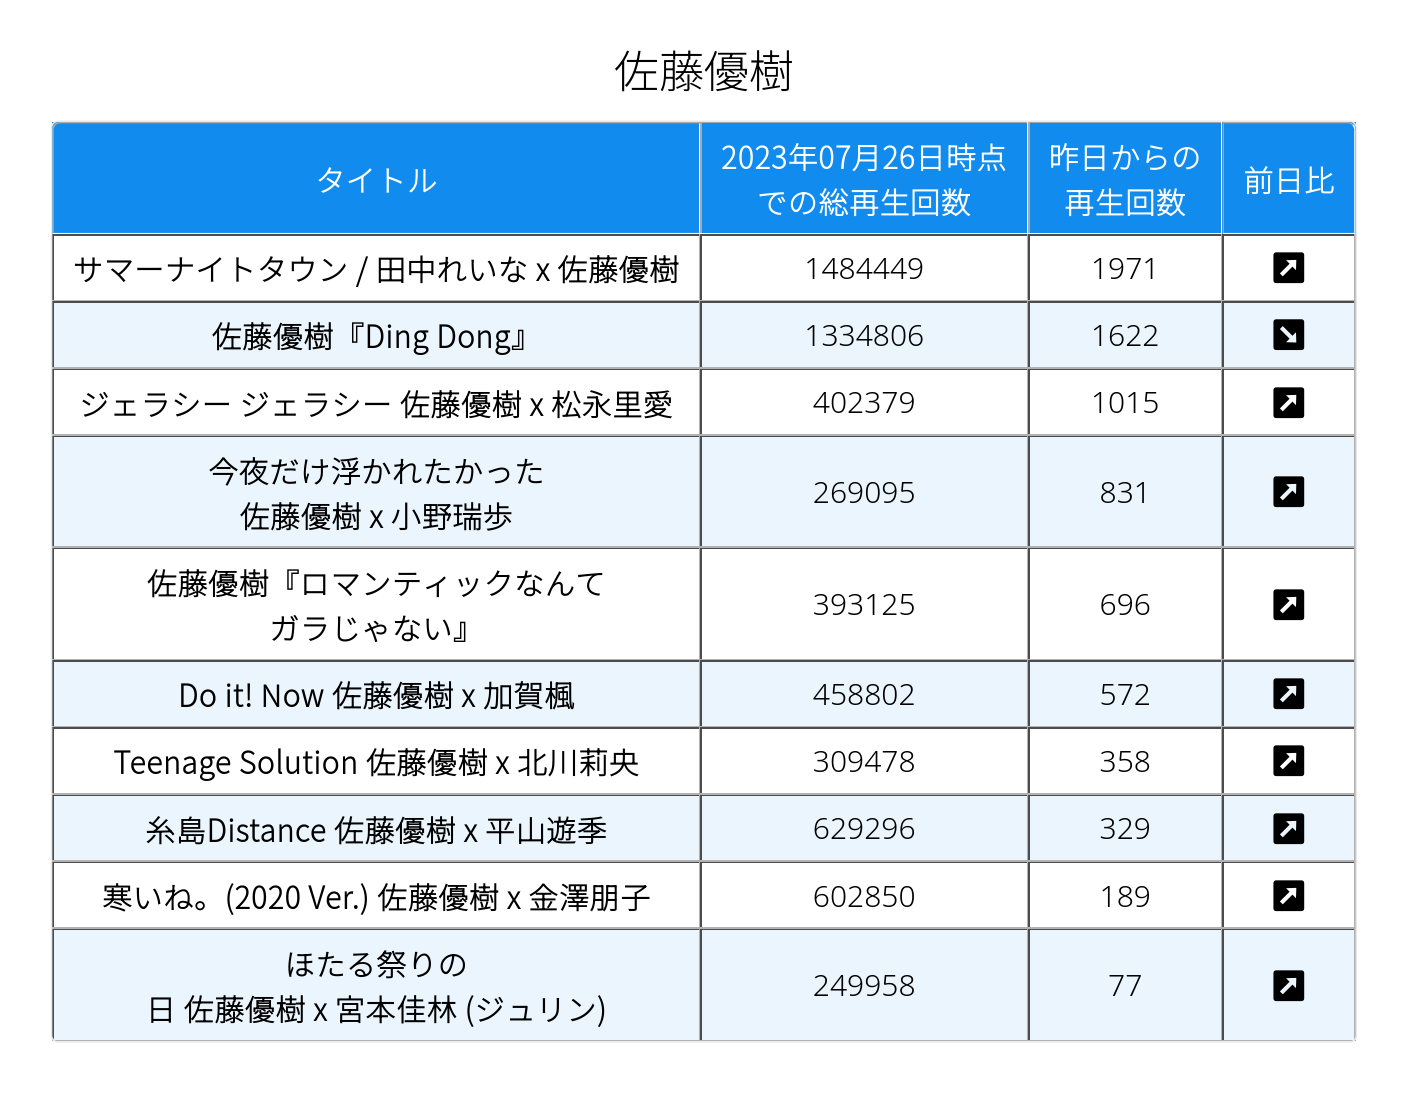 佐藤優樹
タイトル
2023年07月26日時点
での総再生回数
昨日からの
再生回数
前日比
サマーナイトタウン / 田中れいな x 佐藤優樹
1484449
1971
佐藤優樹『Ding Dong』
1334806
1622
ジェラシー ジェラシー 佐藤優樹 x 松永里愛
402379
1015
今夜だけ浮かれたかった
佐藤優樹 x 小野瑞歩
269095
831
佐藤優樹『ロマンティックなんて
ガラじゃない』
393125
696
Do it! Now 佐藤優樹 x 加賀楓
458802
572
Teenage Solution 佐藤優樹 x 北川莉央
309478
358
糸島Distance 佐藤優樹 x 平山遊季
629296
329
寒いね。(2020 Ver.) 佐藤優樹 x 金澤朋子
602850
189
ほたる祭りの
日 佐藤優樹 x 宮本佳林 (ジュリン)
249958
77